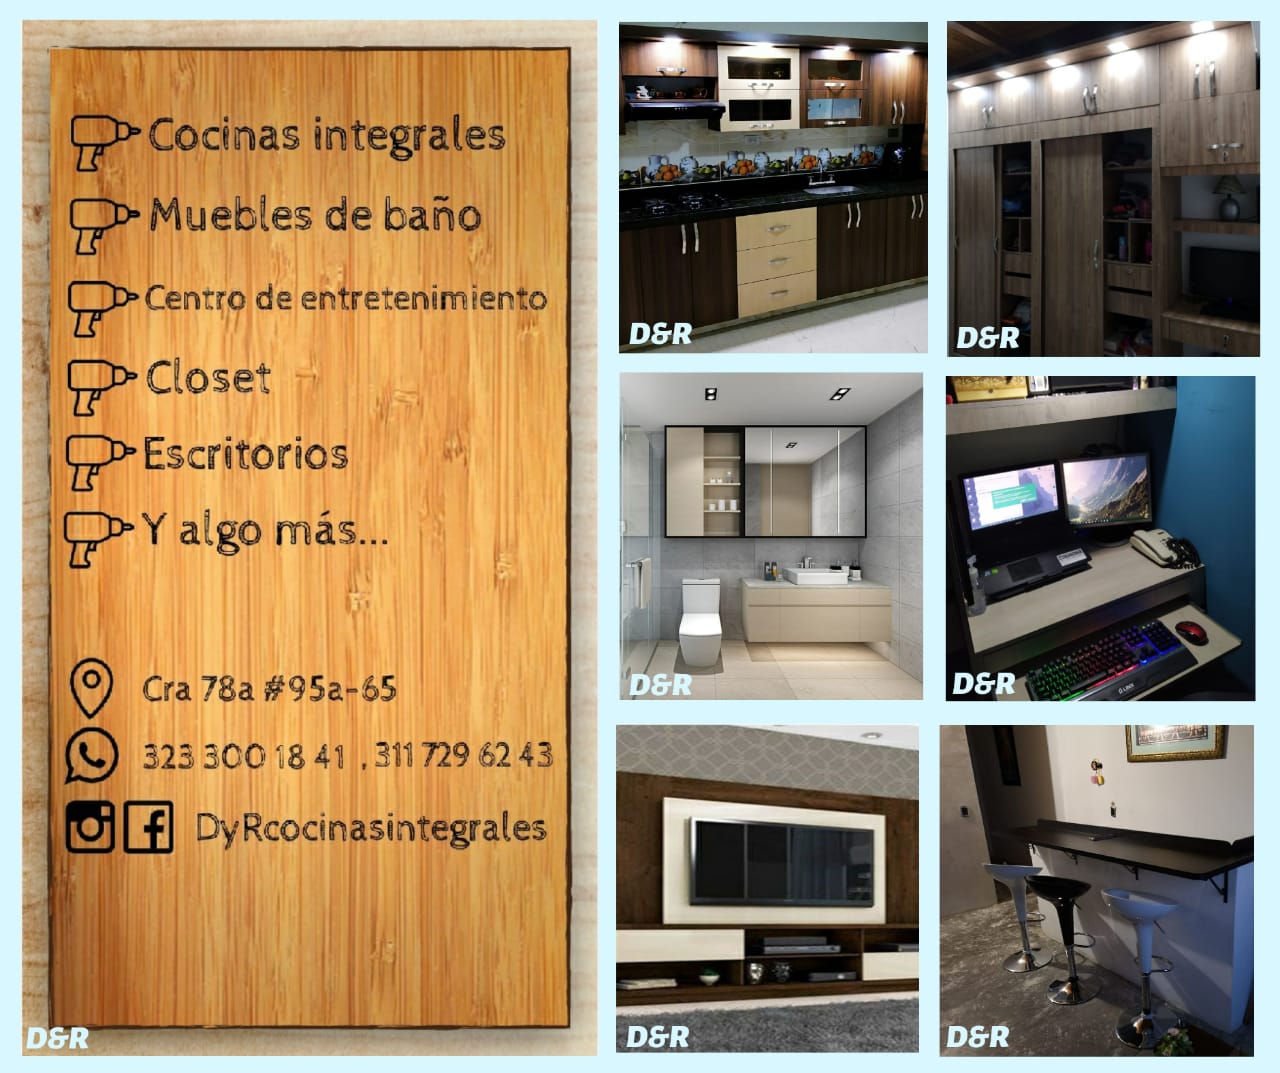 Cocinas integrales
Muebles de baño
Centro de entretenimiento
Closet
Escritorios
Y algo más...
Cra 78a #95a-65
323 300 18 41 , 311 729 62 43
DyRcocinasintegrales
D&R
D&R
D&R
D&R
D&R
D&R
D&R